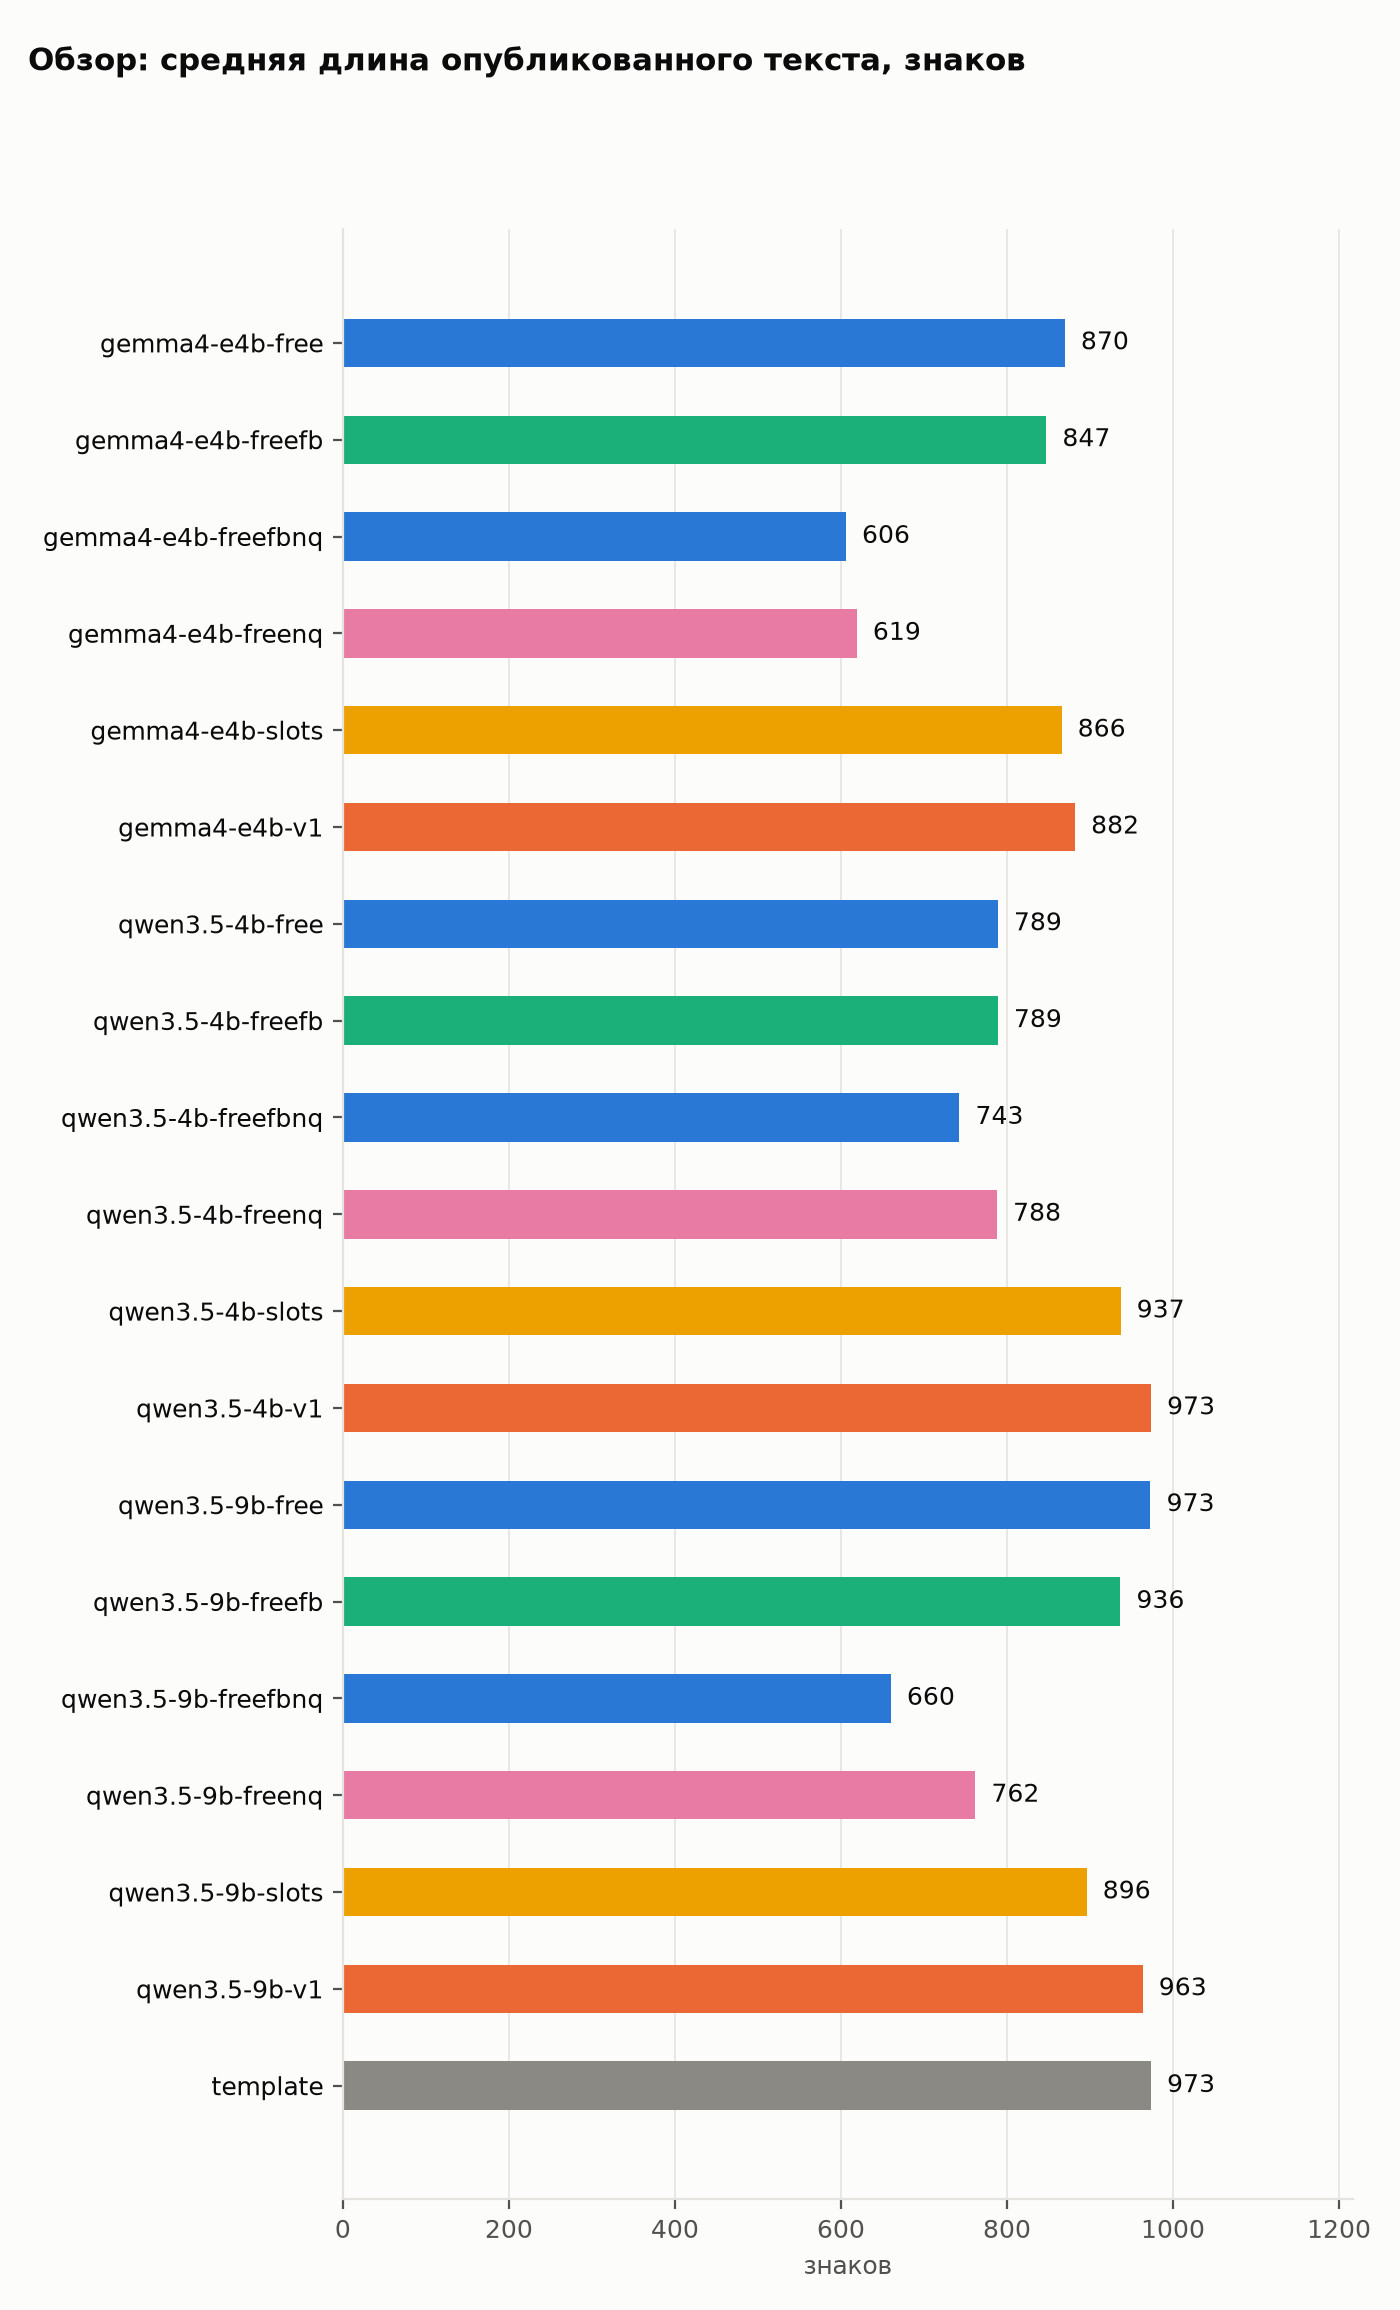 Обзор: средняя длина опубликованного текста, знаков
gemma4-e4b-free 870
gemma4-e4b-freefb 847
gemma4-e4b-freefbnq 606
gemma4-e4b-freenq 619
gemma4-e4b-slots 866
gemma4-e4b-v1 882
qwen3.5-4b-free 789
qwen3.5-4b-freefb 789
qwen3.5-4b-freefbnq 743
qwen3.5-4b-freenq 788
qwen3.5-4b-slots 937
qwen3.5-4b-v1 973
qwen3.5-9b-free 973
qwen3.5-9b-freefb 936
qwen3.5-9b-freefbnq 660
qwen3.5-9b-freenq 762
qwen3.5-9b-slots 896
qwen3.5-9b-v1 963
template 973
0 200 400 600 800 1000 1200
знаков